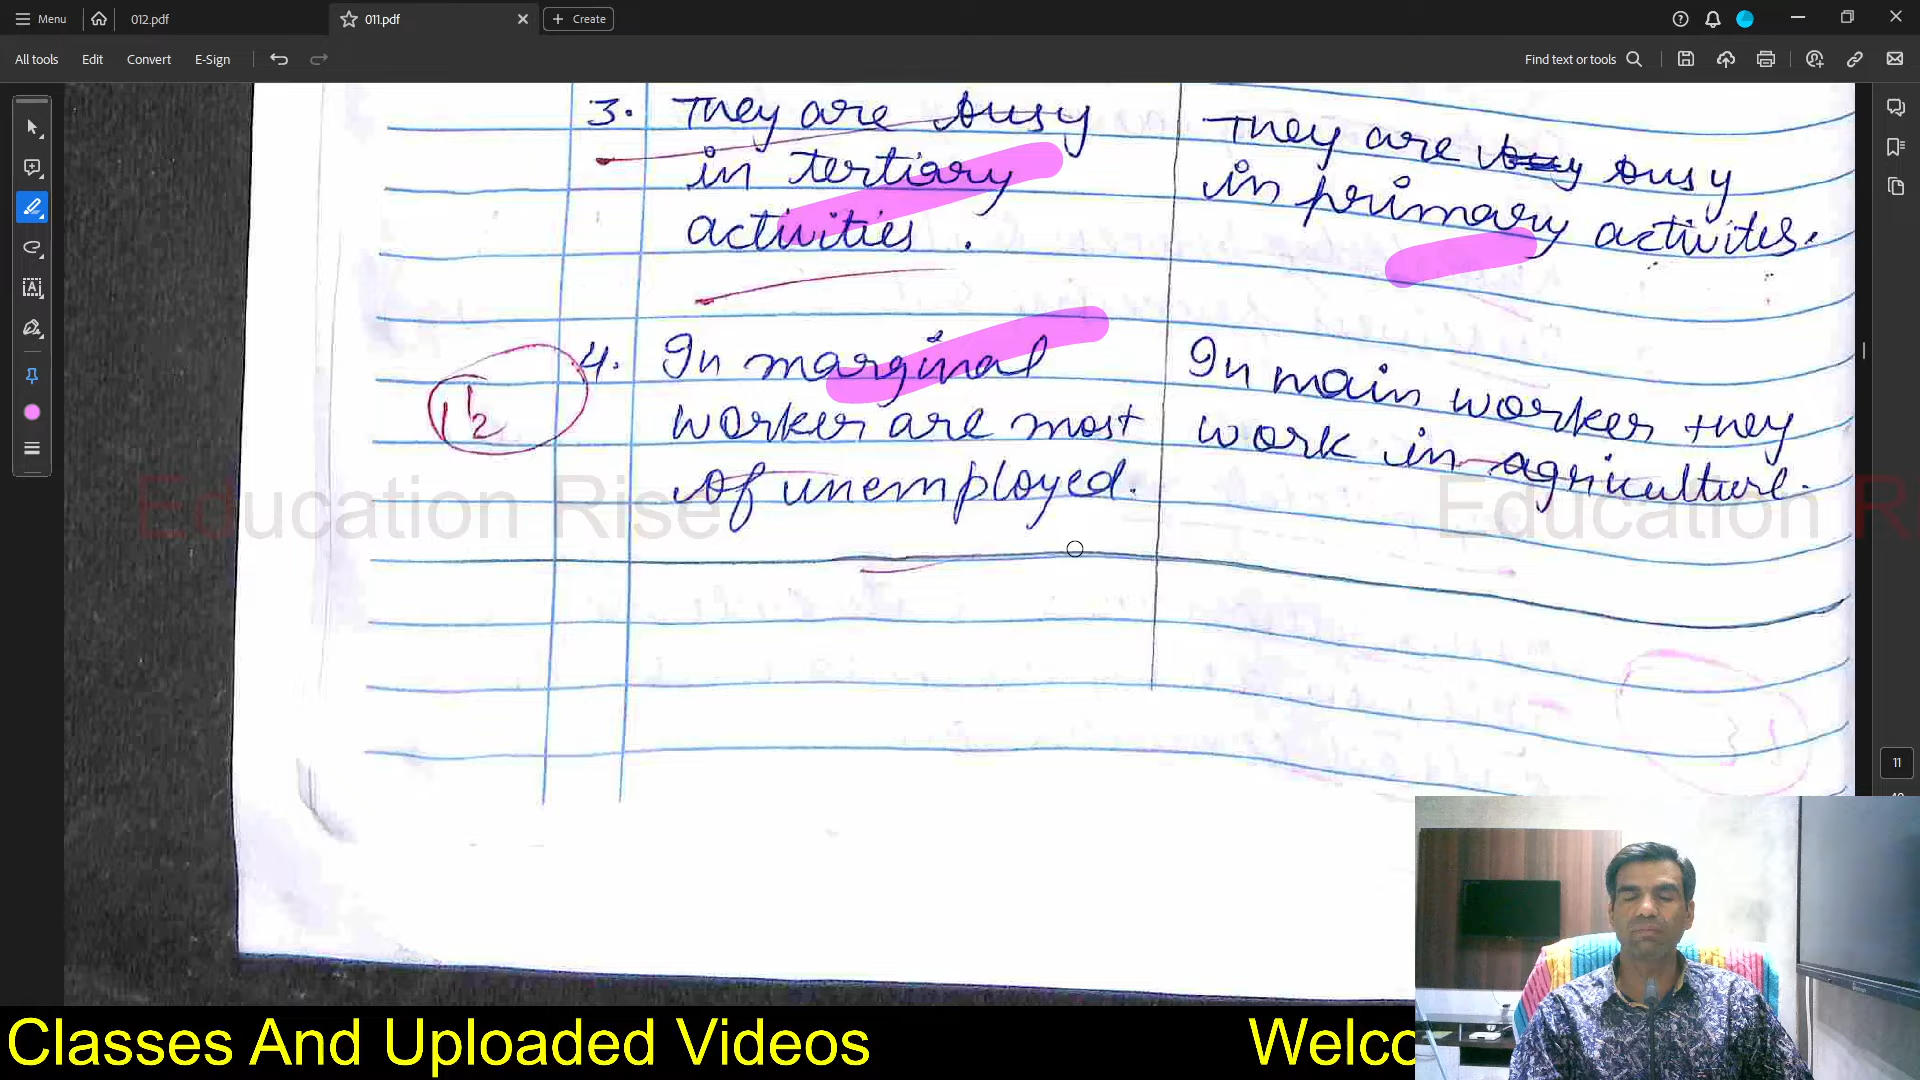 Menu
012.pdf
011.pdf
Create
All tools
Edit
Convert
E-Sign
Find text or tools
3. They are busy
in tertiary
activities.
They are busy
in primary activites.
4. In marginal
worker are most
of unemployed.
In main worker they
work in agriculture.
1 1/2
Education Rise
Education R
11
Classes And Uploaded Videos
Welco